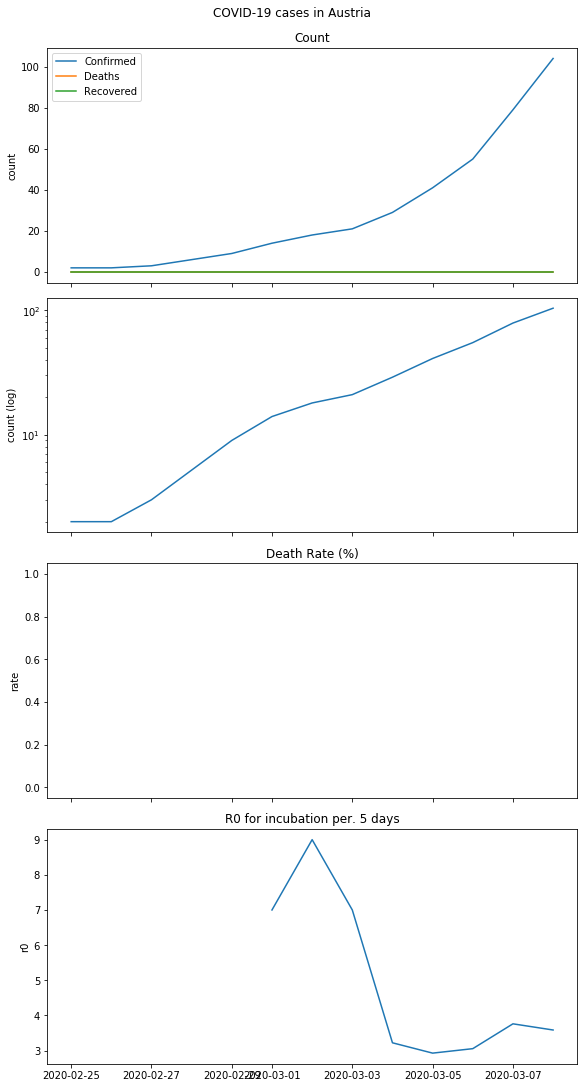 COVID-19 cases in Austria
Count
Confirmed
Deaths
Recovered
100
80
60
40
20
0
count
10²
10¹
count (log)
Death Rate (%)
1.0
0.8
0.6
0.4
0.2
0.0
rate
R0 for incubation per. 5 days
9
8
7
6
5
4
3
r0
2020-02-25 2020-02-27 2020-02-29 2020-03-01 2020-03-03 2020-03-05 2020-03-07